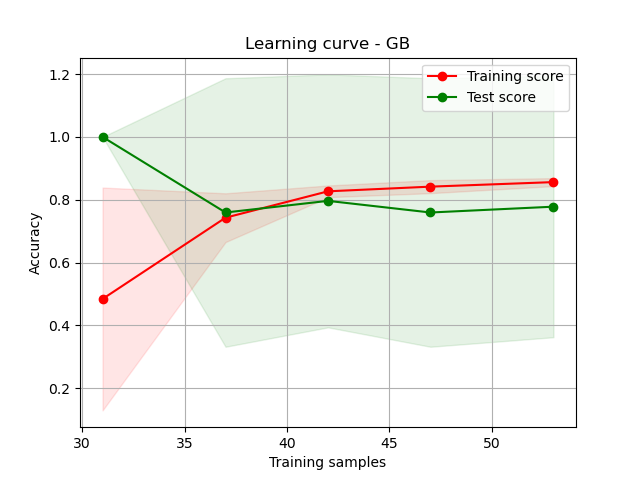 Learning curve - GB
Training score
Test score
1.2
1.0
0.8
0.6
0.4
0.2
Accuracy
30
35
40
45
50
Training samples